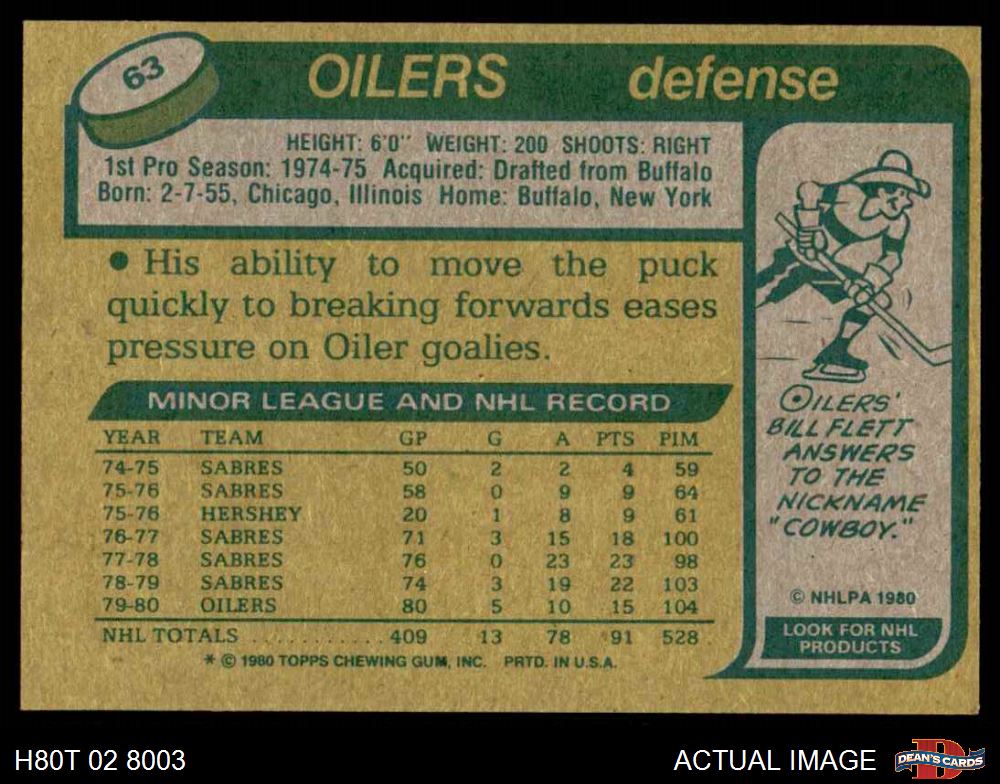 63
OILERS defense
HEIGHT: 6'0" WEIGHT: 200 SHOOTS: RIGHT
1st Pro Season: 1974-75 Acquired: Drafted from Buffalo
Born: 2-7-55, Chicago, Illinois Home: Buffalo, New York
• His ability to move the puck
quickly to breaking forwards eases
pressure on Oiler goalies.
MINOR LEAGUE AND NHL RECORD
YEAR TEAM GP G A PTS PIM
74-75 SABRES 50 2 2 4 59
75-76 SABRES 58 0 9 9 64
75-76 HERSHEY 20 1 8 9 61
76-77 SABRES 71 3 15 18 100
77-78 SABRES 76 0 23 23 98
78-79 SABRES 74 3 19 22 103
79-80 OILERS 80 5 10 15 104
NHL TOTALS ........... 409 13 78 91 528
* © 1980 TOPPS CHEWING GUM, INC. PRTD. IN U.S.A.
OILERS'
BILL FLETT
ANSWERS
TO THE
NICKNAME
"COWBOY."
© NHLPA 1980
LOOK FOR NHL
PRODUCTS
H80T 02 8003
ACTUAL IMAGE
D
DEAN'S CARDS